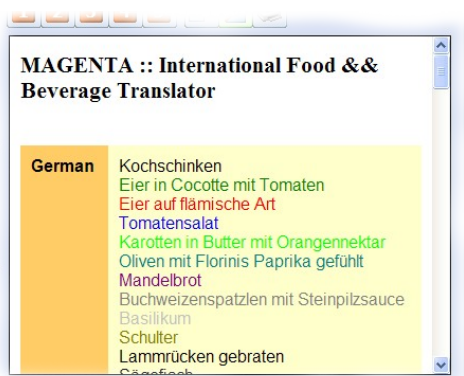 MAGENTA :: International Food &&
Beverage Translator
German
Kochschinken
Eier in Cocotte mit Tomaten
Eier auf flämische Art
Tomatensalat
Karotten in Butter mit Orangennektar
Oliven mit Florinis Paprika gefühlt
Mandelbrot
Buchweizenspatzlen mit Steinpilzsauce
Basilikum
Schulter
Lammrücken gebraten